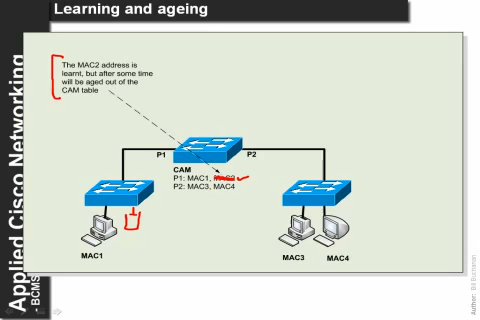 Learning and ageing
The MAC2 address is
learnt, but after some time
will be aged out of the
CAM table
P1
P2
CAM
P1: MAC1, MAC2
P2: MAC3, MAC4
MAC1
MAC3
MAC4
Applied Cisco Networking
- BCMS
Author: Bill Buchanan